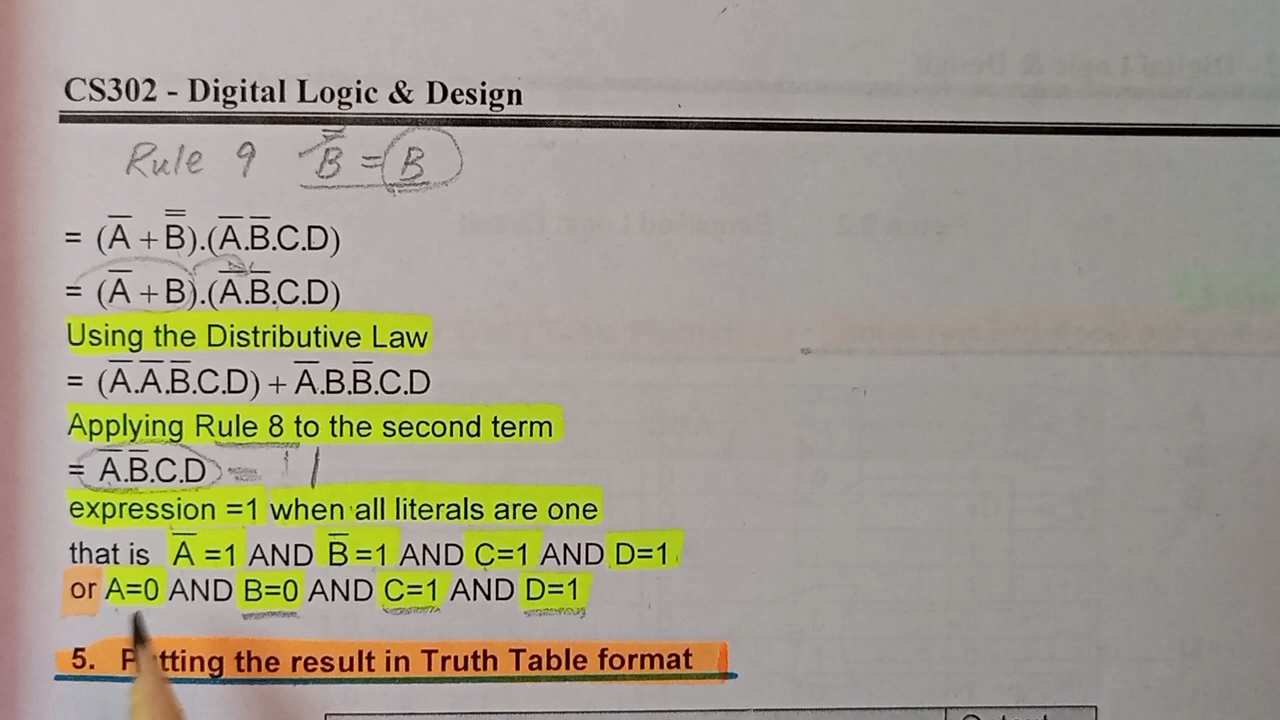 CS302 - Digital Logic & Design
Rule 9 B̿ = B
= (A̅ + B̿).(A̅.B̅.C.D)
= (A̅ + B).(A̅.B̅.C.D)
Using the Distributive Law
= (A̅.A̅.B̅.C.D) + A̅.B.B̅.C.D
Applying Rule 8 to the second term
= A̅.B̅.C.D = 1
expression =1 when all literals are one
that is A̅ =1 AND B̅ =1 AND C=1 AND D=1
or A=0 AND B=0 AND C=1 AND D=1
5. Putting the result in Truth Table format